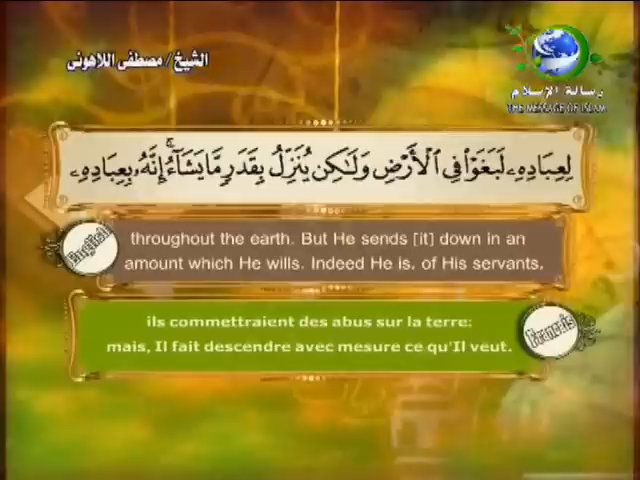 الشيخ / مصطفى اللاهونى
رسالة الإسلام
THE MESSAGE OF ISLAM
لِعِبَادِهِۦ لَبَغَوْا۟ فِى ٱلْأَرْضِ وَلَـٰكِن يُنَزِّلُ بِقَدَرٍ مَّا يَشَآءُ ۚ إِنَّهُۥ بِعِبَادِهِۦ
English
throughout the earth. But He sends [it] down in an
amount which He wills. Indeed He is, of His servants,
ils commettraient des abus sur la terre;
mais, Il fait descendre avec mesure ce qu'Il veut.
Francais